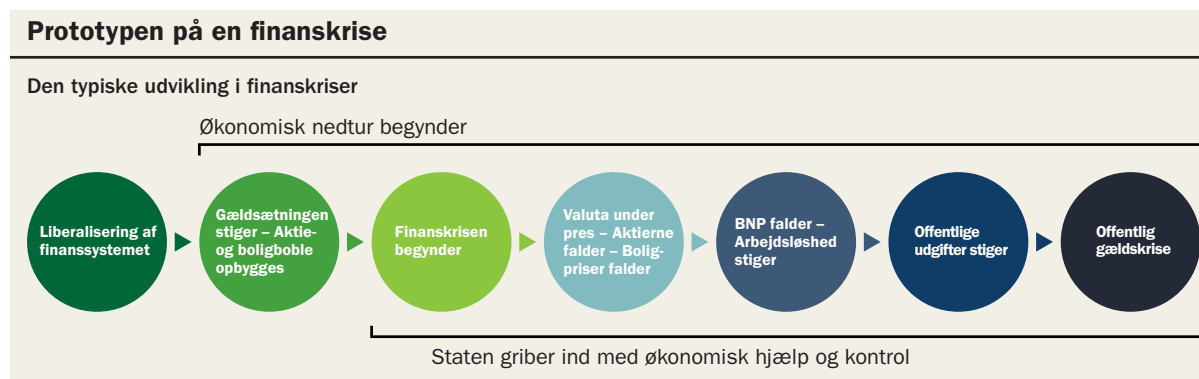 Prototypen på en finanskrise
Den typiske udvikling i finanskriser
Økonomisk nedtur begynder
Liberalisering af
finanssystemet
Gældsætningen
stiger – Aktie-
og boligboble
opbygges
Finanskrisen
begynder
Valuta under
pres – Aktierne
falder – Bolig-
priser falder
BNP falder –
Arbejdsløshed
stiger
Offentlige
udgifter stiger
Offentlig
gældskrise
Staten griber ind med økonomisk hjælp og kontrol